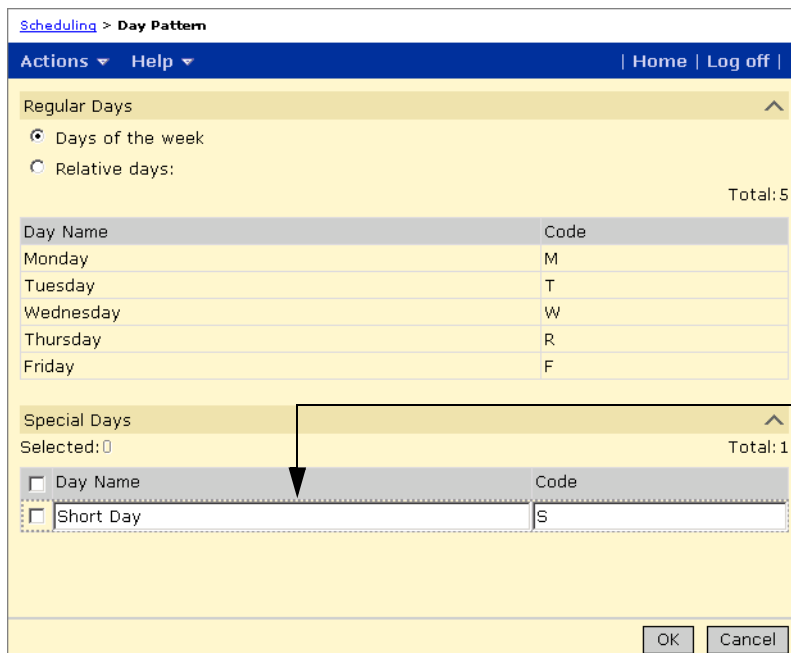 Scheduling > Day Pattern
Actions Help | Home | Log off |
Regular Days
Days of the week
Relative days:
Total: 5
Day Name Code
Monday M
Tuesday T
Wednesday W
Thursday R
Friday F
Special Days
Selected: 0 Total: 1
Day Name Code
Short Day S
OK Cancel